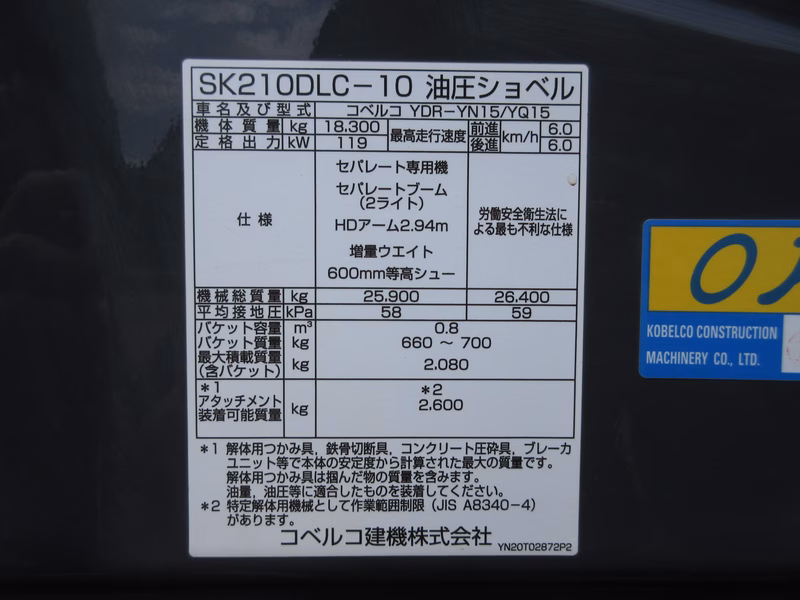 SK210DLC-10 油圧ショベル
車名及び型式 コベルコ YDR-YN15/YQ15
機体質量 kg 18.300 最高走行速度 前進 km/h 6.0
定格出力 kW 119 後進 6.0
仕様
セパレート専用機
セパレートブーム
(2ライト)
HDアーム2.94m
増量ウエイト
600mm等高シュー
労働安全衛生法に
よる最も不利な仕様
機械総質量 kg 25.900 26.400
平均接地圧 kPa 58 59
バケット容量 m³ 0.8
バケット質量 kg 660 ~ 700
最大積載質量
(含バケット) kg 2.080
*1
アタッチメント
装着可能質量 kg
*2
2.600
*1 解体用つかみ具, 鉄骨切断具, コンクリート圧砕具, ブレーカ
ユニット等で本体の安定度から計算された最大の質量です。
解体用つかみ具は掴んだ物の質量を含みます。
油量, 油圧等に適合したものを装着してください。
*2 特定解体用機械として作業範囲制限 (JIS A8340-4)
があります。
コベルコ建機株式会社 YN20T02872P2
KOBELCO CONSTRUCTION
MACHINERY CO., LTD.